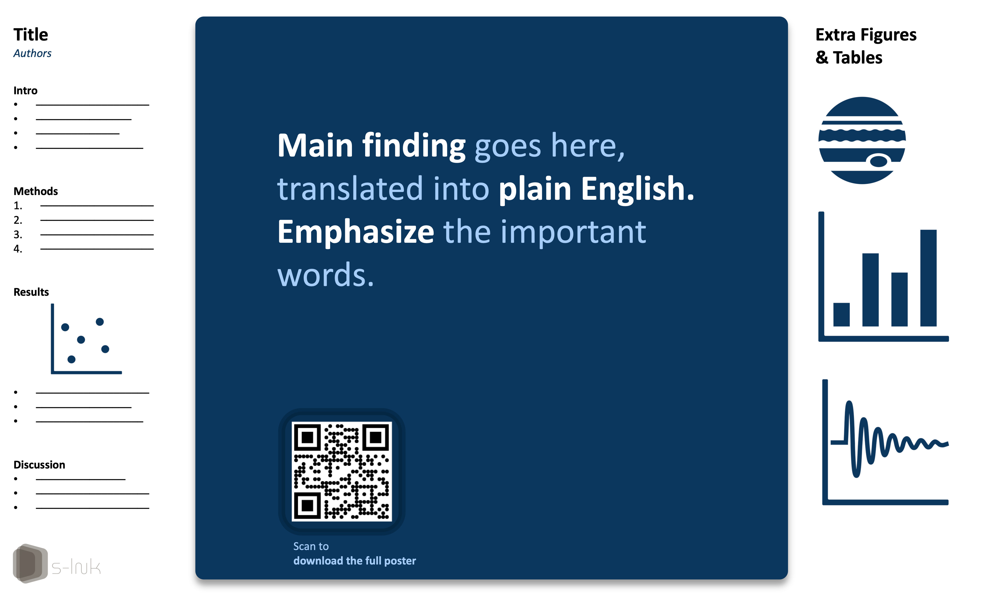 Title
Authors
Intro
•
•
•
•
Methods
1.
2.
3.
4.
Results
•
•
•
Discussion
•
•
•
s-Ink
Main finding goes here,
translated into plain English.
Emphasize the important
words.
Scan to
download the full poster
Extra Figures
& Tables